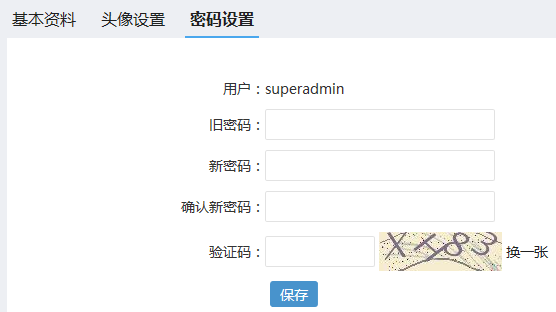 基本资料 头像设置 密码设置
用户：superadmin
旧密码：
新密码：
确认新密码：
验证码： 换一张
保存